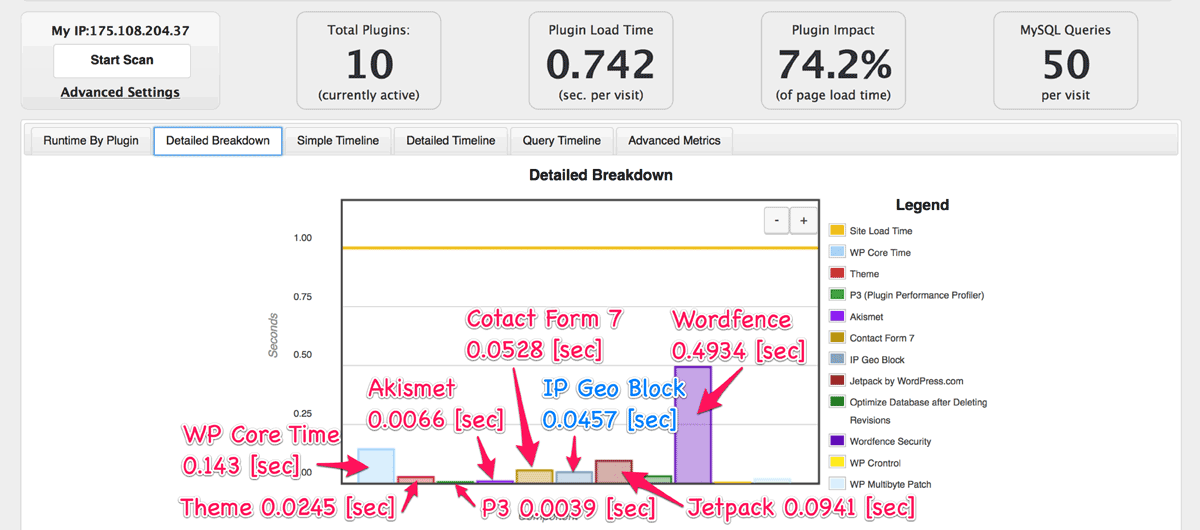 My IP:175.108.204.37
Start Scan
Advanced Settings
Total Plugins:
10
(currently active)
Plugin Load Time
0.742
(sec. per visit)
Plugin Impact
74.2%
(of page load time)
MySQL Queries
50
per visit
Runtime By Plugin
Detailed Breakdown
Simple Timeline
Detailed Timeline
Query Timeline
Advanced Metrics
Detailed Breakdown
- +
1.00
0.75
0.50
0.25
Seconds
Cotact Form 7
0.0528 [sec]
Wordfence
0.4934 [sec]
Akismet
0.0066 [sec]
IP Geo Block
0.0457 [sec]
WP Core Time
0.143 [sec]
Theme 0.0245 [sec]
P3 0.0039 [sec]
Jetpack 0.0941 [sec]
Legend
Site Load Time
WP Core Time
Theme
P3 (Plugin Performance Profiler)
Akismet
Contact Form 7
IP Geo Block
Jetpack by WordPress.com
Optimize Database after Deleting
Revisions
Wordfence Security
WP Crontrol
WP Multibyte Patch